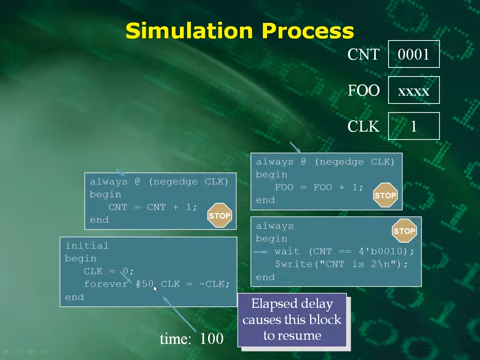 Simulation Process
CNT 0001
FOO xxxx
CLK 1
always @ (negedge CLK)
begin
CNT = CNT + 1;
end
STOP
always @ (negedge CLK)
begin
FOO = FOO + 1;
end
STOP
initial
begin
CLK = 0;
forever #50 CLK = ~CLK;
end
always
begin
wait (CNT == 4'b0010);
$write("CNT is 2\n");
end
STOP
Elapsed delay
causes this block
to resume
time: 100